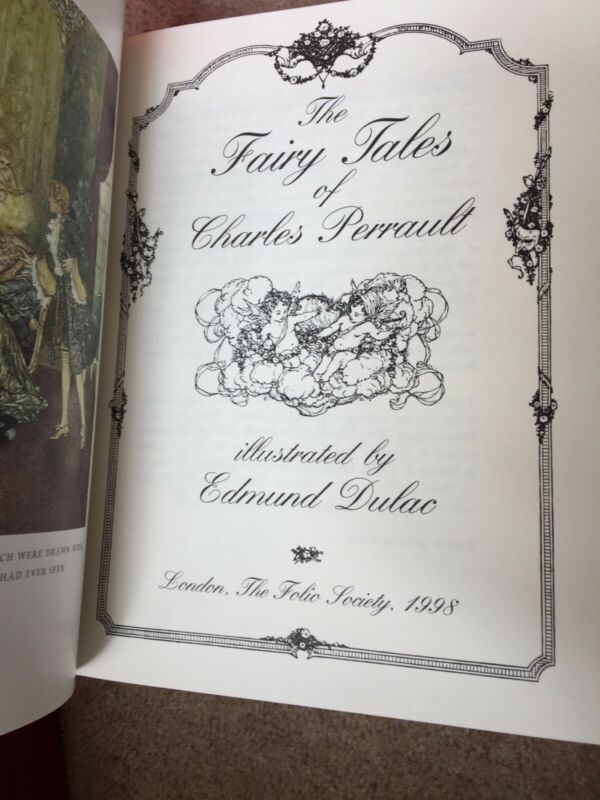 CH WERE DRAWN
HAD EVER SEEN
The
Fairy Tales
of
Charles Perrault
illustrated by
Edmund Dulac
London, The Folio Society, 1998